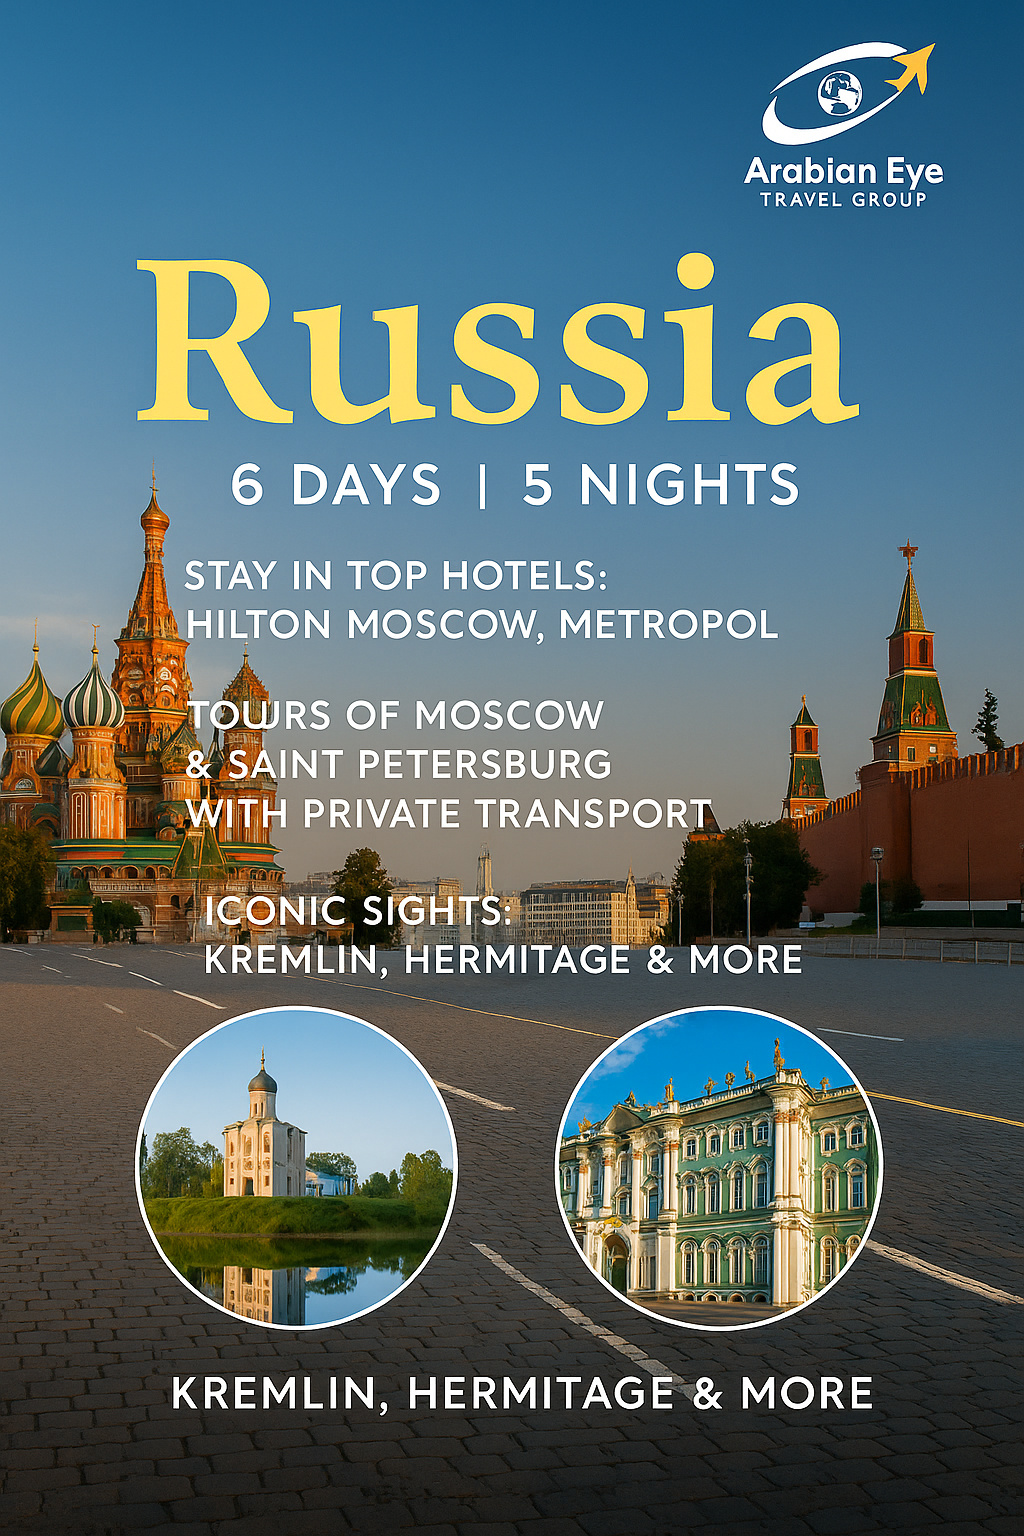 Arabian Eye
TRAVEL GROUP
Russia
6 DAYS | 5 NIGHTS
STAY IN TOP HOTELS:
HILTON MOSCOW, METROPOL
TOURS OF MOSCOW
& SAINT PETERSBURG
WITH PRIVATE TRANSPORT
ICONIC SIGHTS:
KREMLIN, HERMITAGE & MORE
KREMLIN, HERMITAGE & MORE